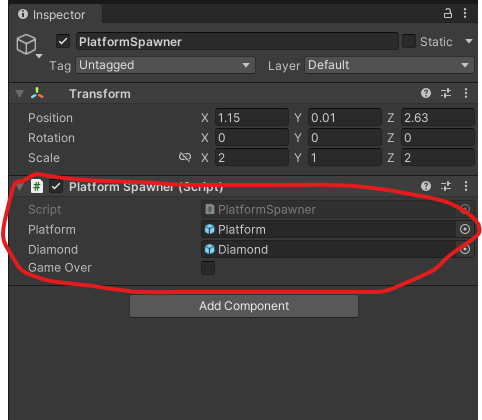 Inspector
PlatformSpawner Static
Tag Untagged Layer Default
Transform
Position X 1.15 Y 0.01 Z 2.63
Rotation X 0 Y 0 Z 0
Scale X 2 Y 1 Z 2
# Platform Spawner (Script)
Script # PlatformSpawner
Platform Platform
Diamond Diamond
Game Over
Add Component